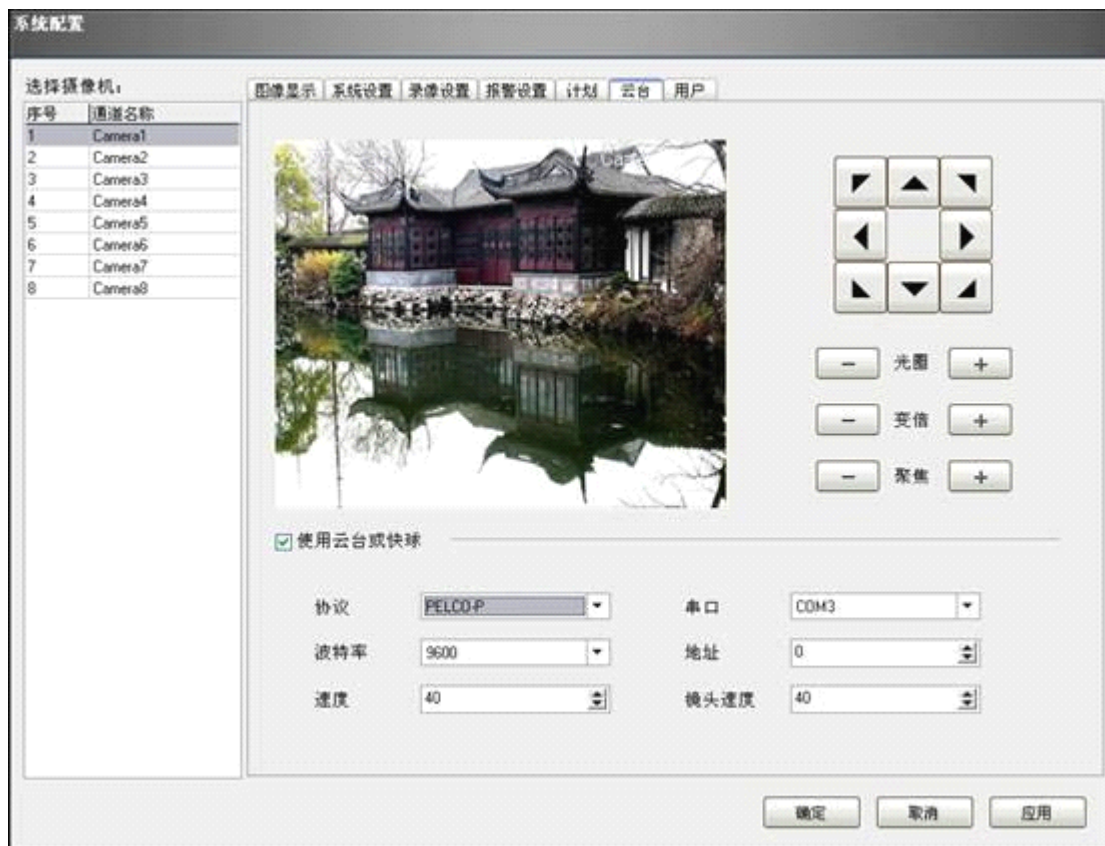 系统配置
选择摄像机:
序号 通道名称
1 Camera1
2 Camera2
3 Camera3
4 Camera4
5 Camera5
6 Camera6
7 Camera7
8 Camera8
图像显示 系统设置 录像设置 报警设置 计划 云台 用户
− 光圈 +
− 变倍 +
− 聚焦 +
使用云台或快球
协议 PELCO-P 串口 COM3
波特率 9600 地址 0
速度 40 镜头速度 40
确定 取消 应用